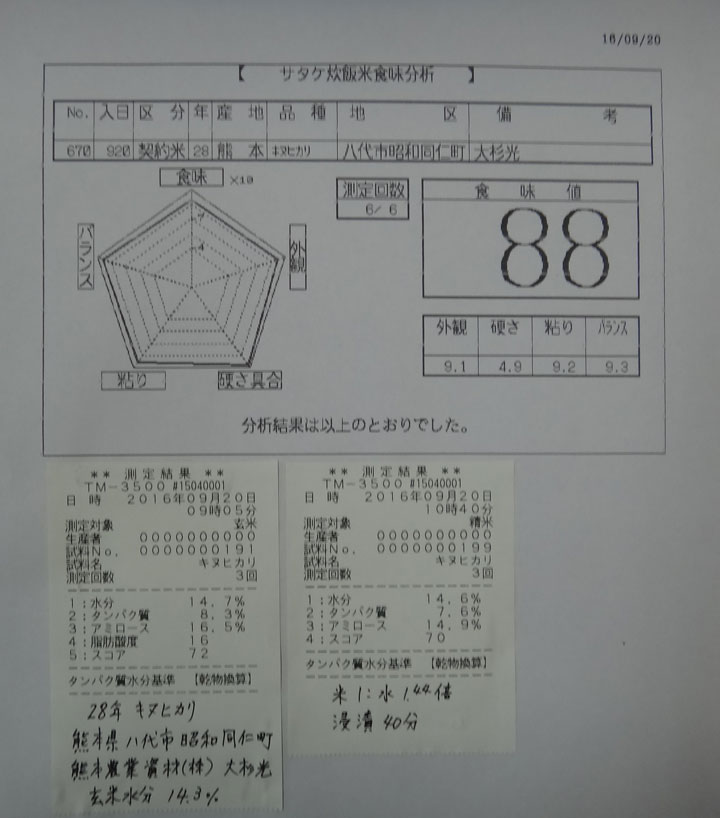 16/09/20
【 サタケ炊飯米食味分析 】
No. 入日 区分 年 産地 品種 地区 備考
670 920 契約米 28 熊本 キヌヒカリ 八代市昭和同仁町 大杉光
食味 ×10
7
4
バランス
外観
粘り
硬さ具合
測定回数
6/ 6
食味値
88
外観 硬さ 粘り バランス
9.1 4.9 9.2 9.3
分析結果は以上のとおりでした。
** 測定結果 **
TM-3500 #15040001
日時 2016年09月20日
09時05分
測定対象 玄米
生産者 0000000000
試料No. 0000000191
試料名 キヌヒカリ
測定回数 3回
1:水分 14.7%
2:タンパク質 8.3%
3:アミロース 16.5%
4:脂肪酸度 16
5:スコア 72
タンパク質水分基準 【乾物換算】
28年 キヌヒカリ
熊本県八代市昭和同仁町
熊本農業資材(株) 大杉光
玄米水分 14.3%
** 測定結果 **
TM-3500 #15040001
日時 2016年09月20日
10時40分
測定対象 精米
生産者 0000000000
試料No. 0000000199
試料名 キヌヒカリ
測定回数 3回
1:水分 14.6%
2:タンパク質 7.6%
3:アミロース 14.9%
4:スコア 70
タンパク質水分基準 【乾物換算】
米1:水1.44倍
浸漬 40分